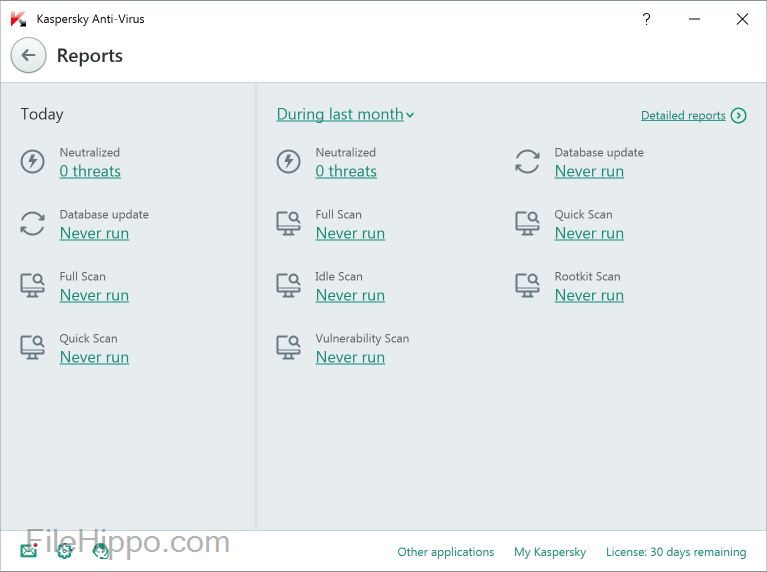 Kaspersky Anti-Virus
?
Reports
Today
Neutralized
0 threats
Database update
Never run
Full Scan
Never run
Quick Scan
Never run
During last month
Detailed reports
Neutralized
0 threats
Database update
Never run
Full Scan
Never run
Quick Scan
Never run
Idle Scan
Never run
Rootkit Scan
Never run
Vulnerability Scan
Never run
FileHippo.com
Other applications
My Kaspersky
License: 30 days remaining